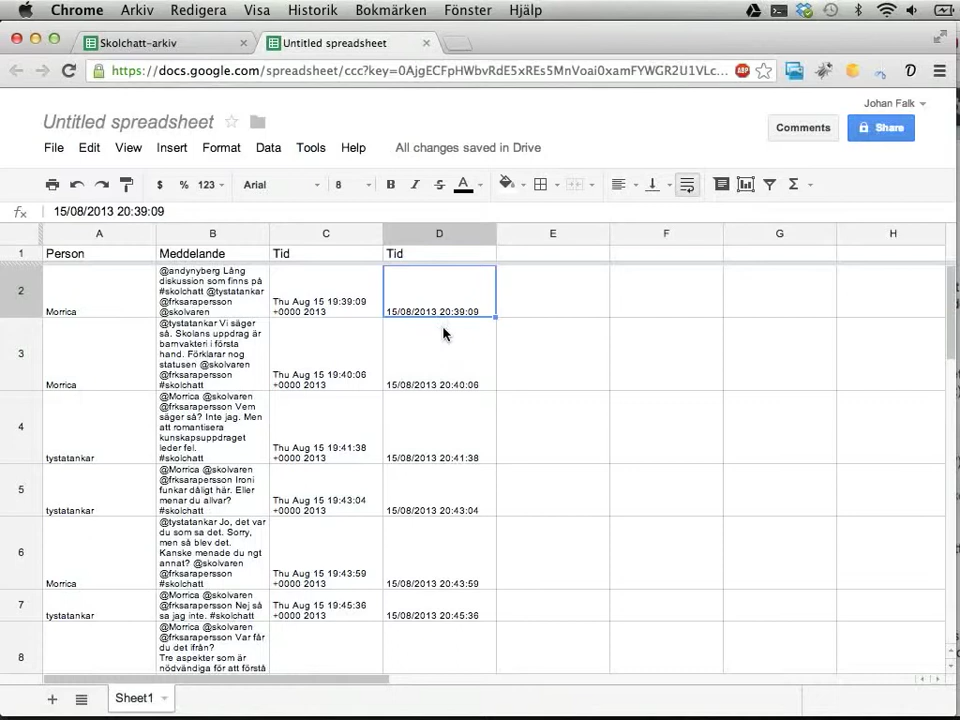 Chrome Arkiv Redigera Visa Historik Bokmärken Fönster Hjälp
Skolchatt-arkiv
Untitled spreadsheet
https://docs.google.com/spreadsheet/ccc?key=0AjgECFpHWbvRdE5xREs5MnVoai0xamFYWGR2U1VLc...
ABP
Johan Falk
Untitled spreadsheet
Comments
Share
File Edit View Insert Format Data Tools Help All changes saved in Drive
$ % 123 Arial 8 B I S A Σ
fx 15/08/2013 20:39:09
A B C D E F G H
1 Person Meddelande Tid Tid
2
Morrica
@andynyberg Lång
diskussion som finns på
#skolchatt @tystatankar
@frksarapersson
@skolvaren
Thu Aug 15 19:39:09
+0000 2013
15/08/2013 20:39:09
3
Morrica
@tystatankar Vi säger
så. Skolans uppdrag är
barnvakteri i första
hand. Förklarar nog
statusen @skolvaren
@frksarapersson
#skolchatt
Thu Aug 15 19:40:06
+0000 2013
15/08/2013 20:40:06
4
tystatankar
@Morrica @skolvaren
@frksarapersson Vem
säger så? Inte jag. Men
att romantisera
kunskapsuppdraget
leder fel.
#skolchatt
Thu Aug 15 19:41:38
+0000 2013
15/08/2013 20:41:38
5
tystatankar
@Morrica @skolvaren
@frksarapersson Ironi
funkar dåligt här. Eller
menar du allvar?
#skolchatt
Thu Aug 15 19:43:04
+0000 2013
15/08/2013 20:43:04
6
Morrica
@tystatankar Jo, det var
du som sa det. Sorry,
men så blev det.
Kanske menade du ngt
annat? @skolvaren
@frksarapersson
#skolchatt
Thu Aug 15 19:43:59
+0000 2013
15/08/2013 20:43:59
7
tystatankar
@Morrica @skolvaren
@frksarapersson Nej så
sa jag inte. #skolchatt
Thu Aug 15 19:45:36
+0000 2013
15/08/2013 20:45:36
8
@Morrica @skolvaren
@frksarapersson Var får
du det ifrån?
Tre aspekter som är
nödvändiga för att förstå
Sheet1